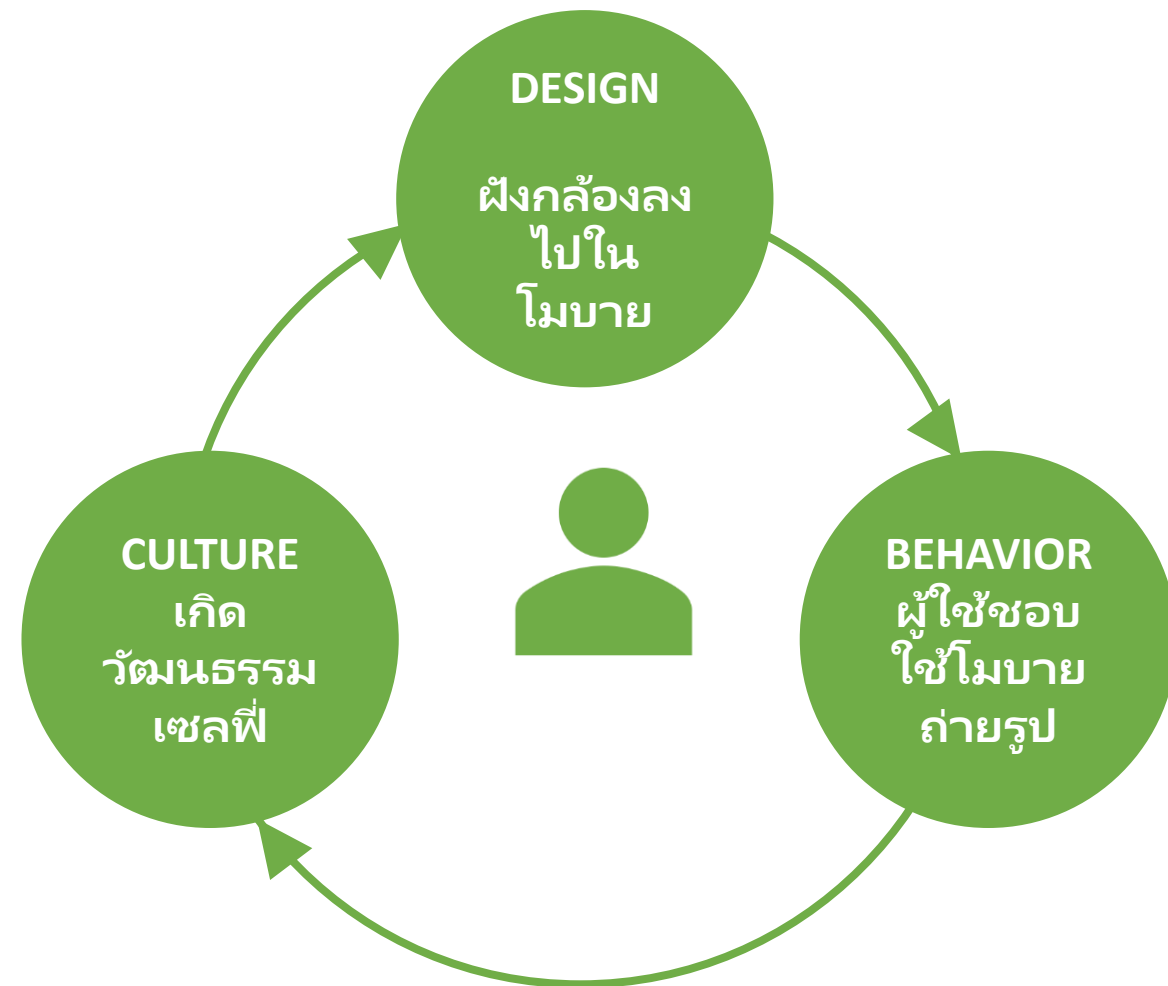 DESIGN
ฝังกล้องลง
ไปใน
โมบาย
CULTURE
เกิด
วัฒนธรรม
เซลฟี่
BEHAVIOR
ผู้ใช้ชอบ
ใช้โมบาย
ถ่ายรูป